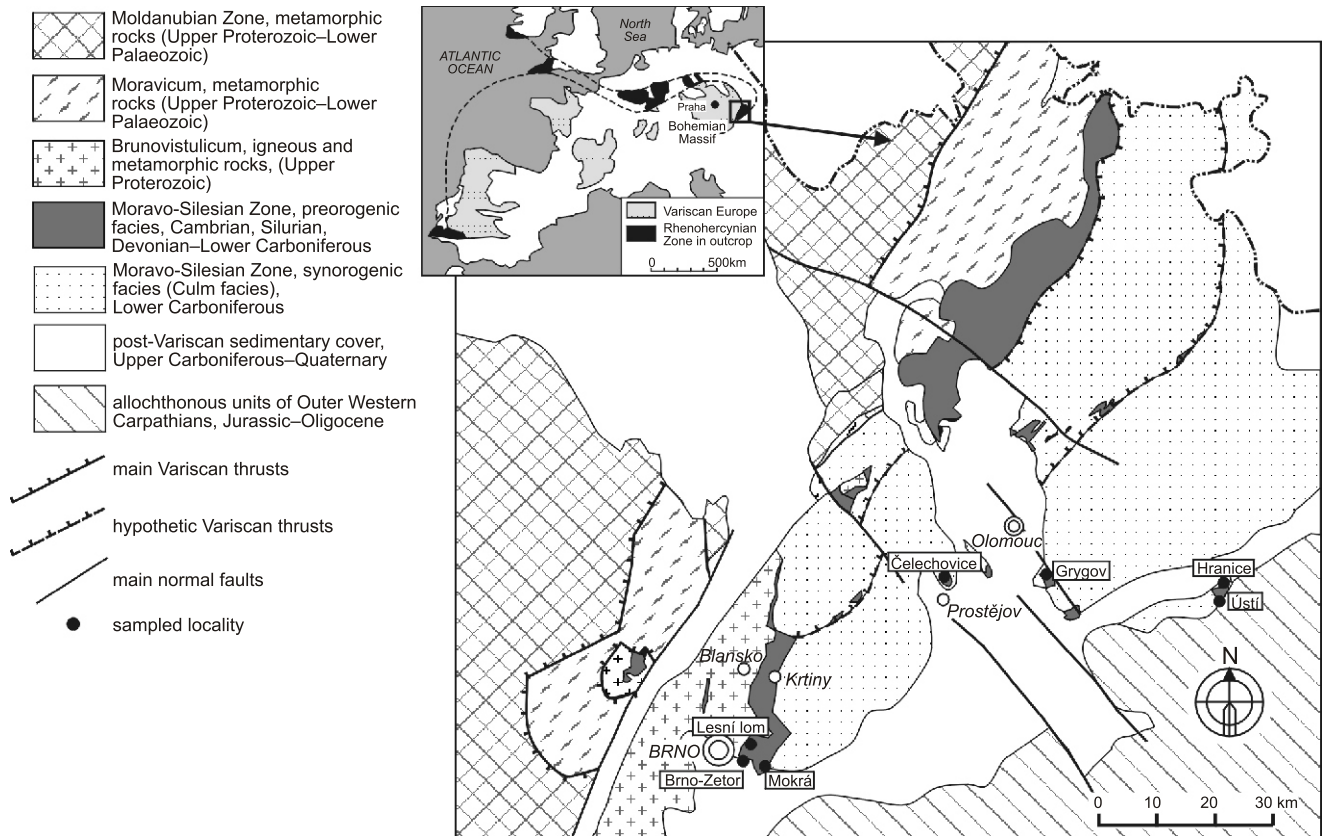 Moldanubian Zone, metamorphic
rocks (Upper Proterozoic–Lower
Palaeozoic)
Moravicum, metamorphic
rocks (Upper Proterozoic–Lower
Palaeozoic)
Brunovistulicum, igneous and
metamorphic rocks, (Upper
Proterozoic)
Moravo-Silesian Zone, preorogenic
facies, Cambrian, Silurian,
Devonian–Lower Carboniferous
Moravo-Silesian Zone, synorogenic
facies (Culm facies),
Lower Carboniferous
post-Variscan sedimentary cover,
Upper Carboniferous–Quaternary
allochthonous units of Outer Western
Carpathians, Jurassic–Oligocene
main Variscan thrusts
hypothetic Variscan thrusts
main normal faults
sampled locality
North
Sea
ATLANTIC
OCEAN
Praha
Bohemian
Massif
Variscan Europe
Rhenohercynian
Zone in outcrop
0 500km
Olomouc
Čelechovice
Grygov
Hranice
Ústí
Prostějov
Blansko
Krtiny
Lesní lom
BRNO
Brno-Zetor
Mokrá
N
0 10 20 30 km